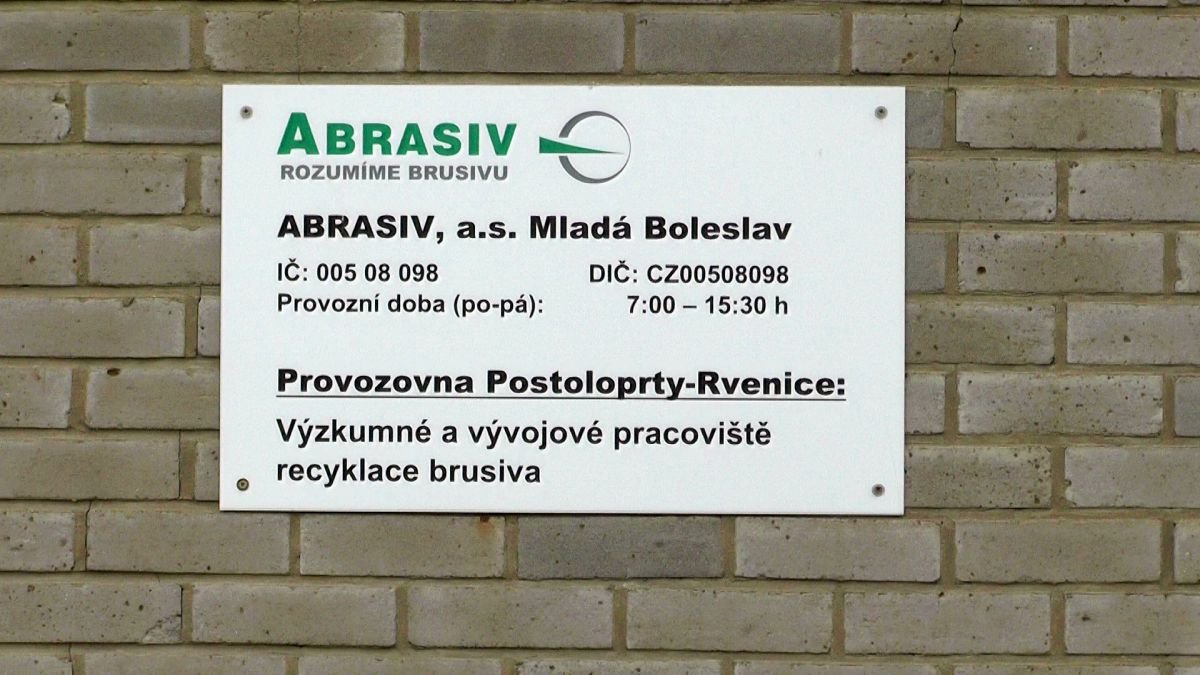 ABRASIV
ROZUMÍME BRUSIVU
ABRASIV, a.s. Mladá Boleslav
IČ: 005 08 098 DIČ: CZ00508098
Provozní doba (po-pá): 7:00 – 15:30 h
Provozovna Postoloprty-Rvenice:
Výzkumné a vývojové pracoviště
recyklace brusiva